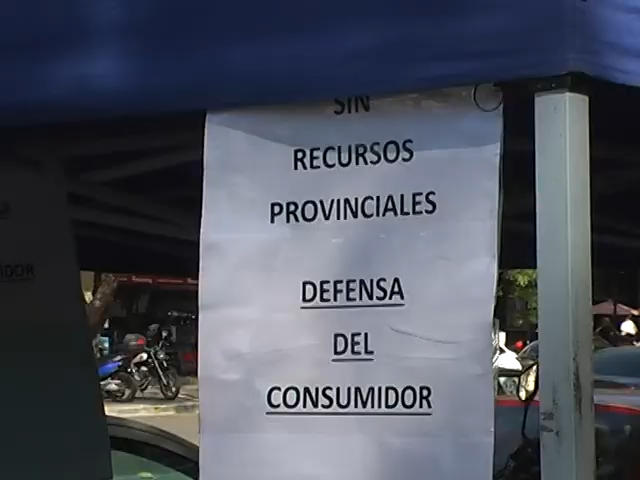 SIN
RECURSOS
PROVINCIALES
DEFENSA
DEL
CONSUMIDOR